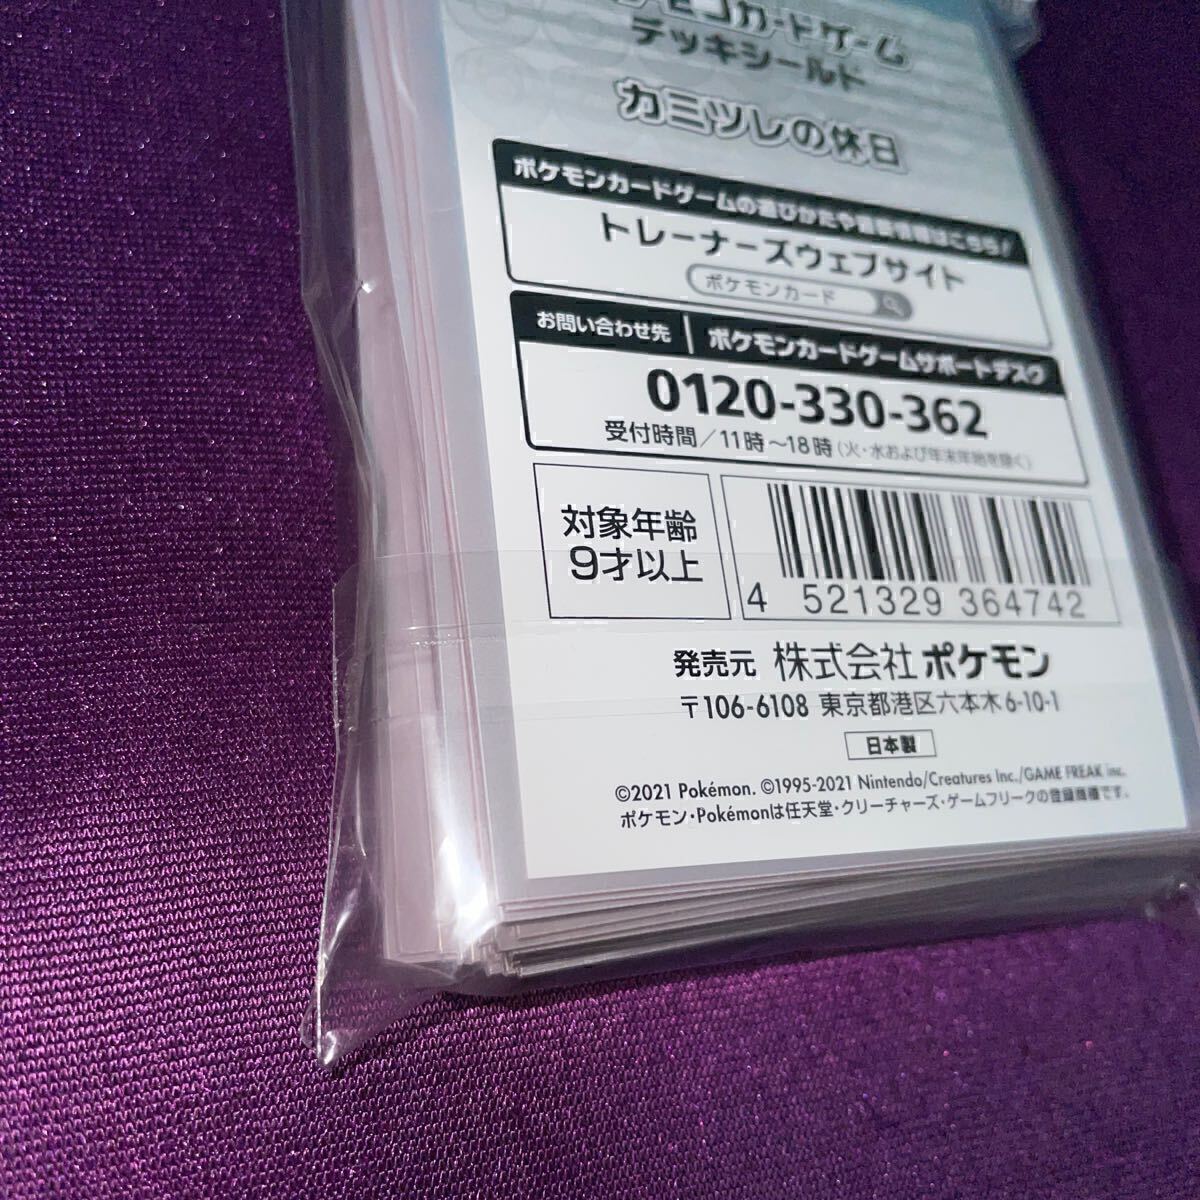 ポケモンカードゲーム
デッキシールド
カミツレの休日
ポケモンカードゲームの遊びかたや最新情報はこちら！
トレーナーズウェブサイト
ポケモンカード
お問い合わせ先 | ポケモンカードゲームサポートデスク
0120-330-362
受付時間／11時～18時（火・水および年末年始を除く）
対象年齢
9才以上
4 521329 364742
発売元 株式会社 ポケモン
〒106-6108 東京都港区六本木6-10-1
日本製
©2021 Pokémon. ©1995-2021 Nintendo/Creatures Inc./GAME FREAK inc.
ポケモン・Pokémonは任天堂・クリーチャーズ・ゲームフリークの登録商標です。